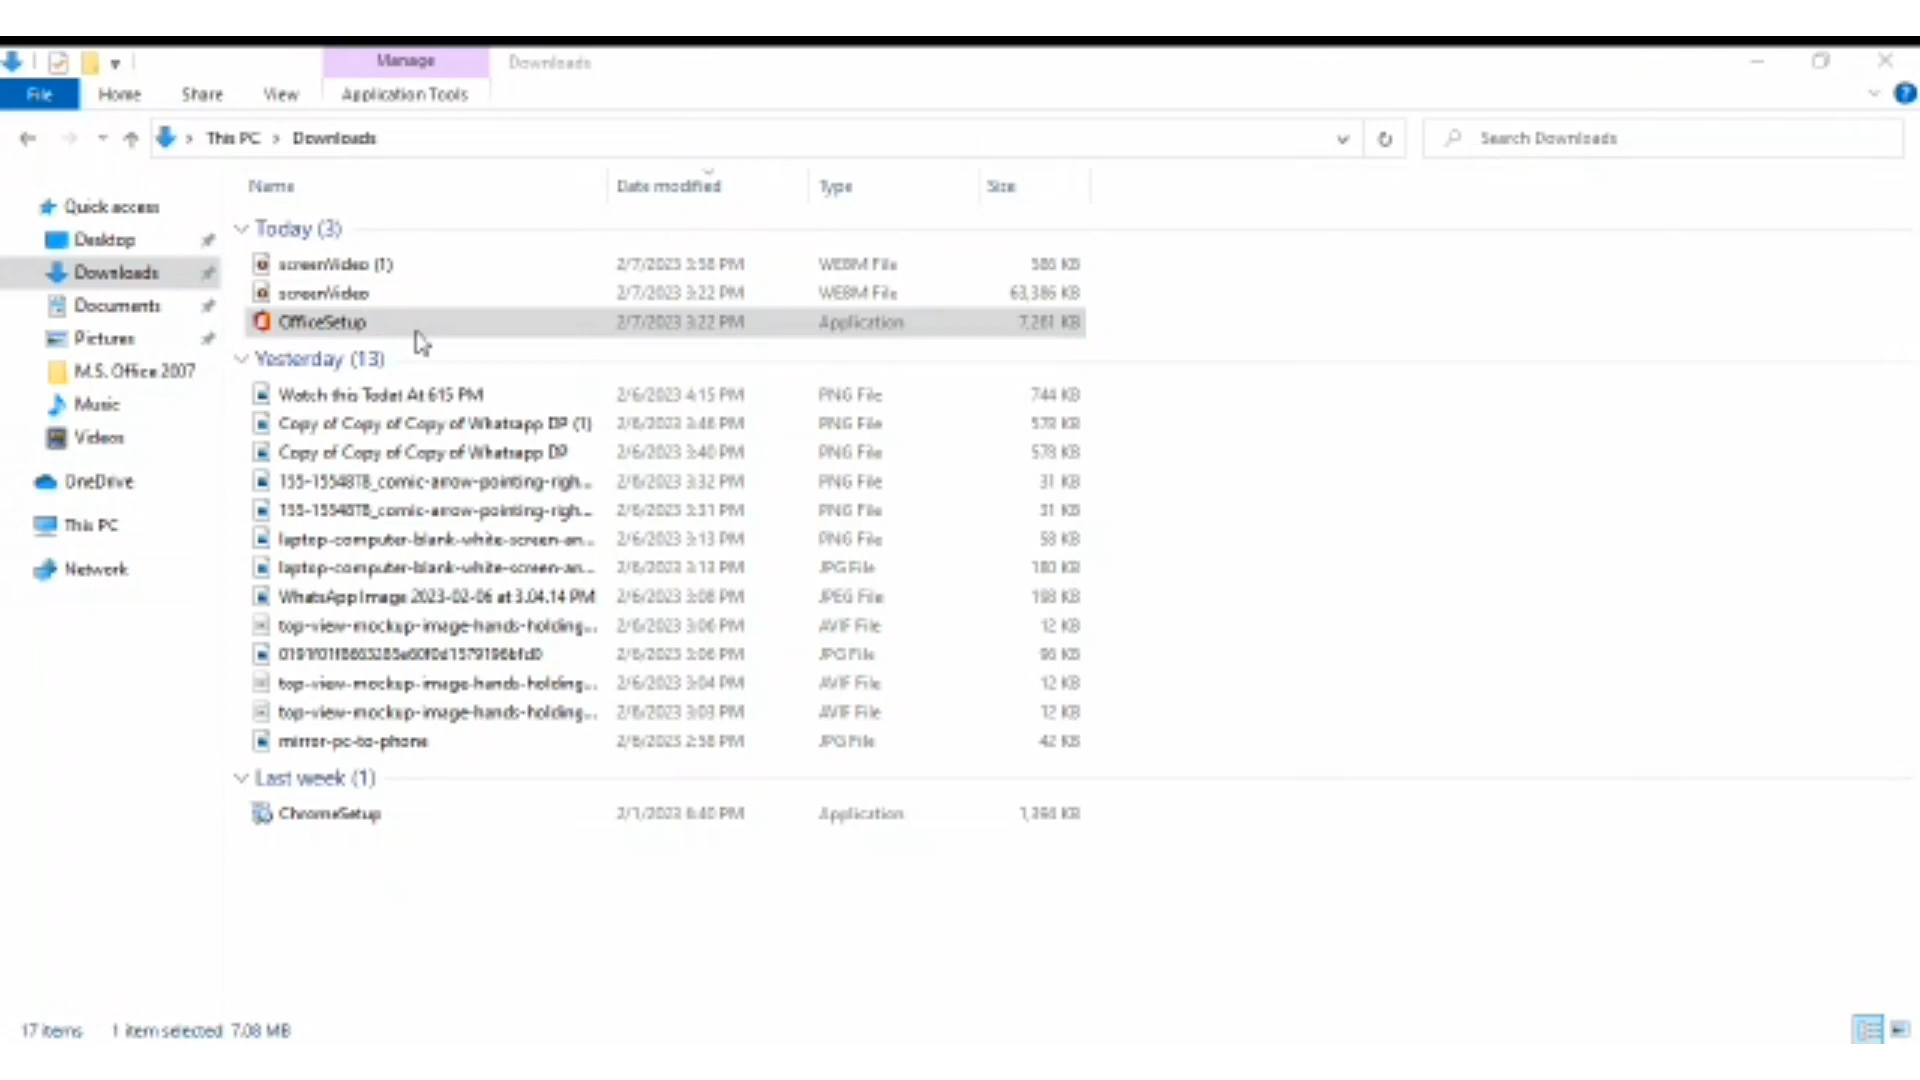 Manage Downloads
File Home Share View Application Tools
This PC > Downloads Search Downloads
Name Date modified Type Size
Quick access
Desktop
Downloads
Documents
Pictures
M.S. Office 2007
Music
Videos
OneDrive
This PC
Network
Today (3)
screenVideo (1) 2/7/2023 3:58 PM WEBM File KB
screenVideo 2/7/2023 3:22 PM WEBM File 63,386 KB
OfficeSetup 2/7/2023 3:22 PM Application 7,261 KB
Yesterday (13)
Watch this Todat At 615 PM 2/6/2023 4:15 PM PNG File 744 KB
Copy of Copy of Copy of Whatsapp DP (1) 2/6/2023 3:46 PM PNG File 578 KB
Copy of Copy of Copy of Whatsapp DP 2/6/2023 3:40 PM PNG File 578 KB
155-1554878_comic-arrow-pointing-righ... 2/6/2023 3:32 PM PNG File 31 KB
155-1554878_comic-arrow-pointing-righ... 2/6/2023 3:31 PM PNG File 31 KB
laptop-computer-blank-white-screen-an... 2/6/2023 3:13 PM PNG File 58 KB
laptop-computer-blank-white-screen-an... 2/6/2023 3:13 PM JPG File KB
WhatsApp Image 2023-02-06 at 3.04.14 PM 2/6/2023 3:08 PM JPEG File 198 KB
top-view-mockup-image-hands-holding... 2/6/2023 3:06 PM AVIF File 12 KB
2/6/2023 3:06 PM JPG File KB
top-view-mockup-image-hands-holding... 2/6/2023 3:04 PM AVIF File 12 KB
top-view-mockup-image-hands-holding... 2/6/2023 3:03 PM AVIF File 12 KB
mirror-pc-to-phone 2/6/2023 2:58 PM JPG File 42 KB
Last week (1)
ChromeSetup 2/1/2023 6:40 PM Application KB
17 items 1 item selected 7.08 MB